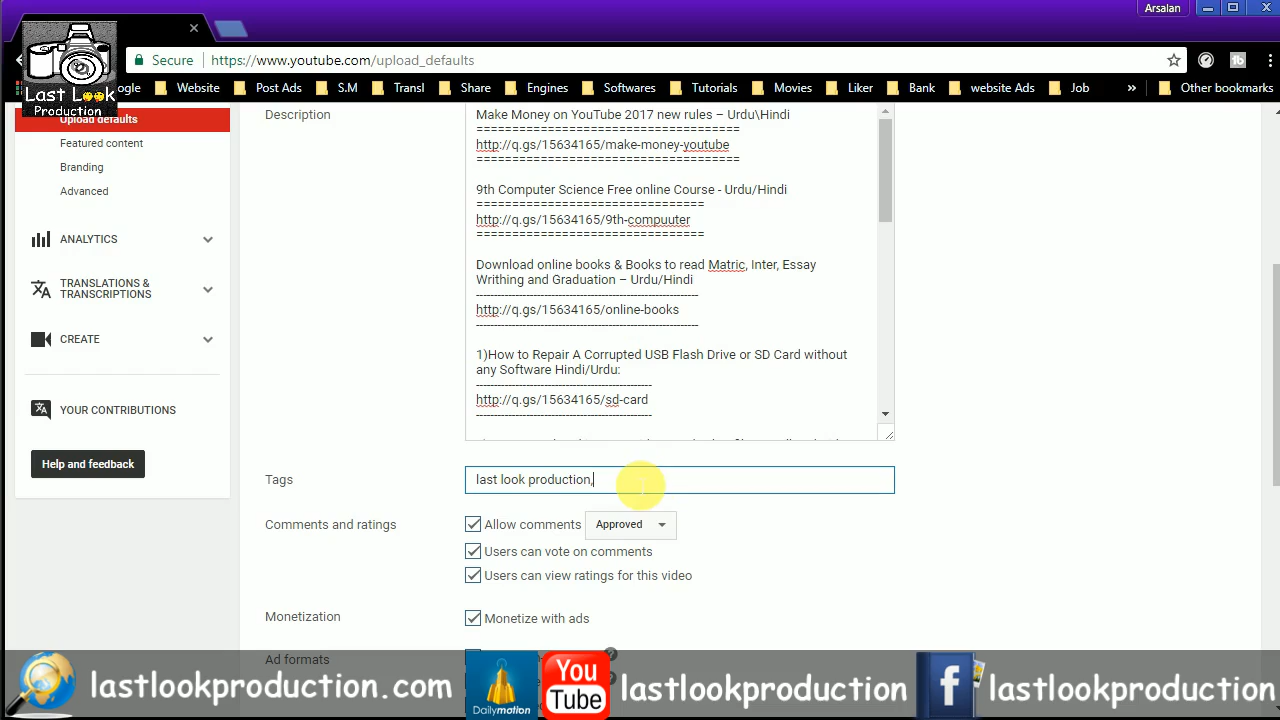 Arsalan
Secure https://www.youtube.com/upload_defaults
ogle Website Post Ads S.M Transl Share Engines Softwares Tutorials Movies Liker Bank website Ads Job » Other bookmarks
Last Look
Production
Upload defaults
Featured content
Branding
Advanced
ANALYTICS
TRANSLATIONS &
TRANSCRIPTIONS
CREATE
YOUR CONTRIBUTIONS
Help and feedback
Description
Make Money on YouTube 2017 new rules – Urdu\Hindi
=====================================
http://q.gs/15634165/make-money-youtube
=====================================
9th Computer Science Free online Course - Urdu/Hindi
================================
http://q.gs/15634165/9th-compuuter
================================
Download online books & Books to read Matric, Inter, Essay
Writhing and Graduation – Urdu/Hindi
--------------------------------------------------------------
http://q.gs/15634165/online-books
--------------------------------------------------------------
1)How to Repair A Corrupted USB Flash Drive or SD Card without
any Software Hindi/Urdu:
-------------------------------------------------
http://q.gs/15634165/sd-card
-------------------------------------------------
Tags
last look production,
Comments and ratings
Allow comments Approved
Users can vote on comments
Users can view ratings for this video
Monetization
Monetize with ads
Ad formats
lastlookproduction.com
Dailymotion
You
Tube
lastlookproduction
f
lastlookproduction